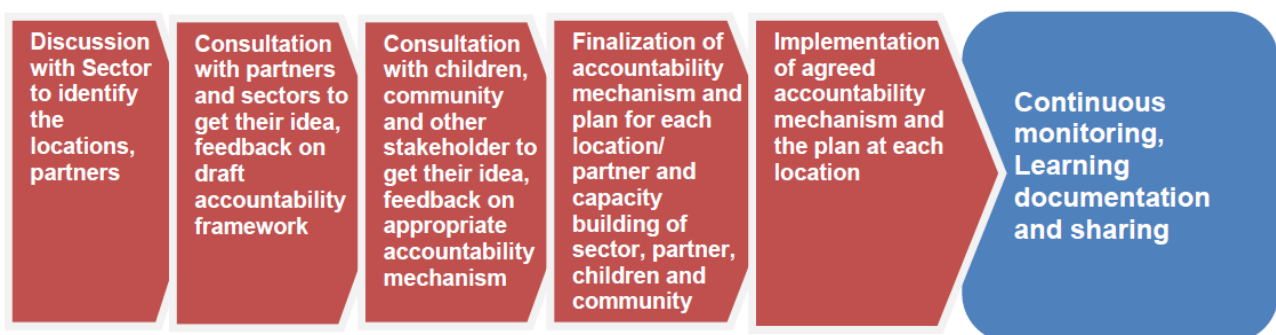 Discussion
with Sector
to identify
the
locations,
partners
Consultation
with partners
and sectors to
get their idea,
feedback on
draft
accountability
framework
Consultation
with children,
community
and other
stakeholder to
get their idea,
feedback on
appropriate
accountability
mechanism
Finalization of
accountability
mechanism and
plan for each
location/
partner and
capacity
building of
sector, partner,
children and
community
Implementation
of agreed
accountability
mechanism and
the plan at each
location
Continuous
monitoring,
Learning
documentation
and sharing